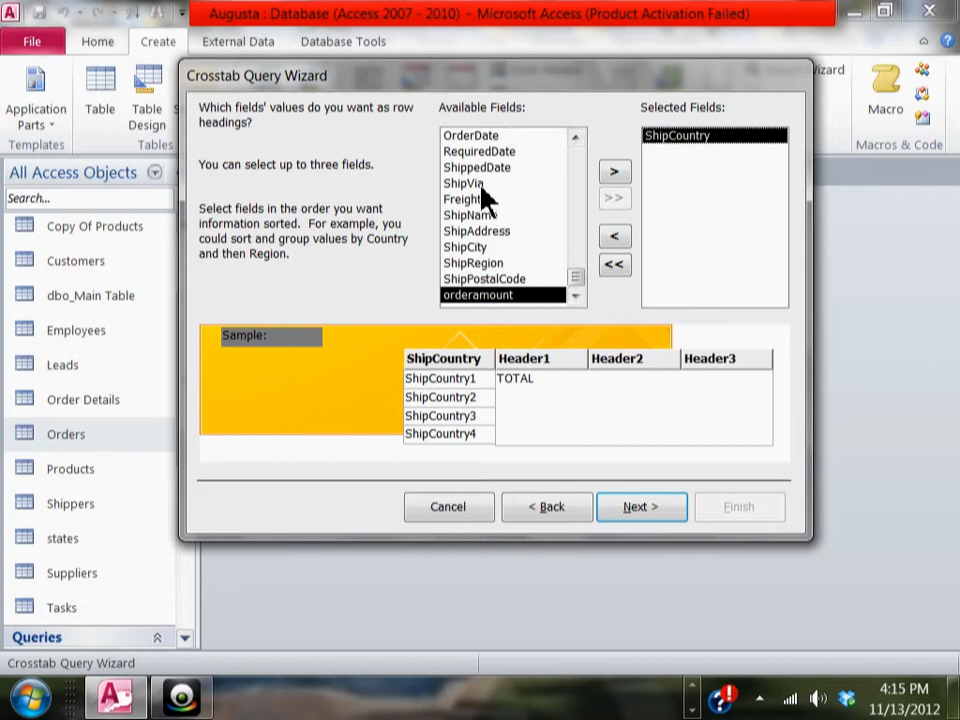 Augusta : Database (Access 2007 - 2010) - Microsoft Access (Product Activation Failed)
File Home Create External Data Database Tools
Application Parts
Table
Table Design
Templates
Tables
Macro
Macros & Code
All Access Objects
Search...
Copy Of Products
Customers
dbo_Main Table
Employees
Leads
Order Details
Orders
Products
Shippers
states
Suppliers
Tasks
Queries
Crosstab Query Wizard
Which fields' values do you want as row headings?
You can select up to three fields.
Select fields in the order you want information sorted. For example, you could sort and group values by Country and then Region.
Available Fields:
OrderDate
RequiredDate
ShippedDate
ShipVia
Freight
ShipName
ShipAddress
ShipCity
ShipRegion
ShipPostalCode
orderamount
>
>>
<
<<
Selected Fields:
ShipCountry
Sample:
ShipCountry Header1 Header2 Header3
ShipCountry1 TOTAL
ShipCountry2
ShipCountry3
ShipCountry4
Cancel < Back Next > Finish
Crosstab Query Wizard
4:15 PM
11/13/2012